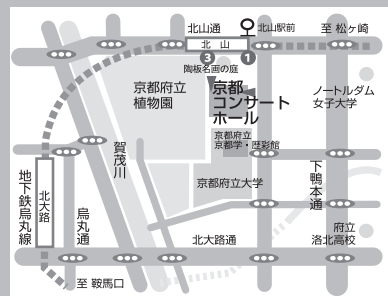 北山通
北山駅前
至 松ヶ崎
北 山
3
1
陶板名画の庭
京都府立
植物園
京都
コンサート
ホール
ノートルダム
女子大学
京都府立
京都学・歴彩館
賀茂川
京都府立大学
下鴨本通
地下鉄烏丸線
北大路
烏丸通
北大路通
府立
洛北高校
至 鞍馬口